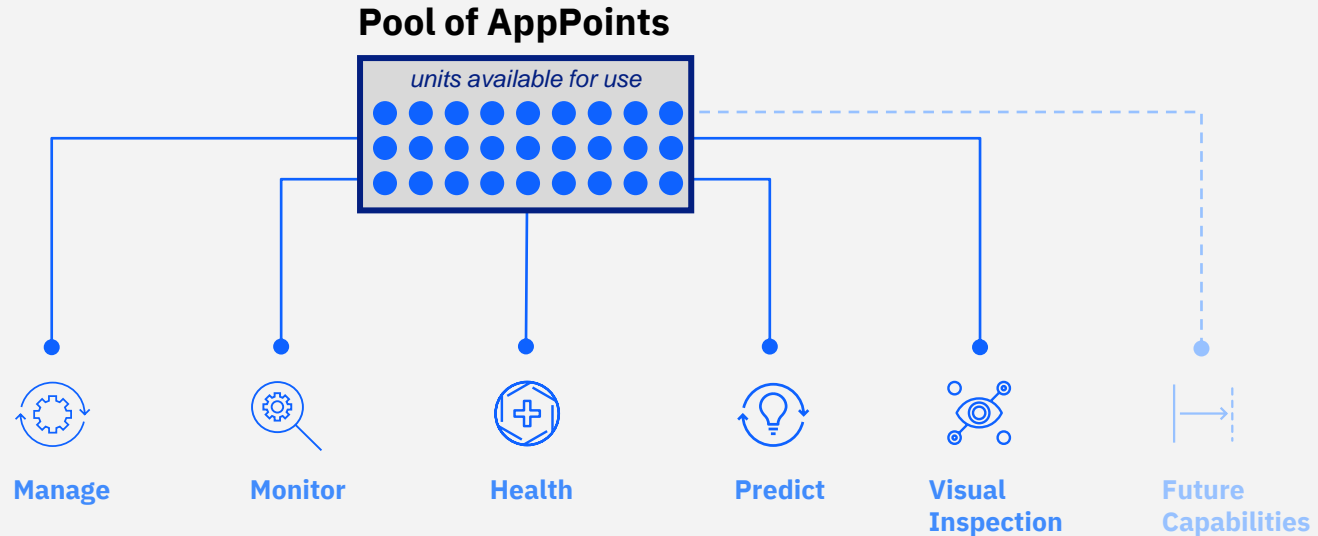 Pool of AppPoints
units available for use
Manage
Monitor
Health
Predict
Visual
Inspection
Future
Capabilities